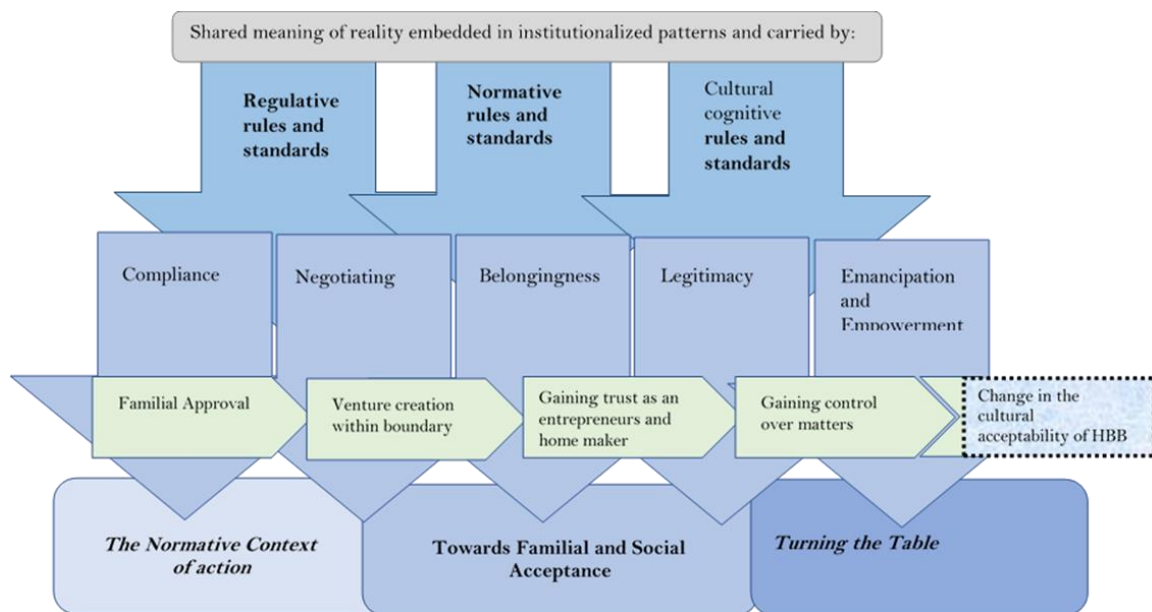 Shared meaning of reality embedded in institutionalized patterns and carried by:
Regulative
rules and
standards
Normative
rules and
standards
Cultural
cognitive
rules and
standards
Compliance
Negotiating
Belongingness
Legitimacy
Emancipation
and
Empowerment
Familial Approval
Venture creation
within boundary
Gaining trust as an
entrepreneurs and
home maker
Gaining control
over matters
Change in the
cultural
acceptability of HBB
The Normative Context
of action
Towards Familial and Social
Acceptance
Turning the Table